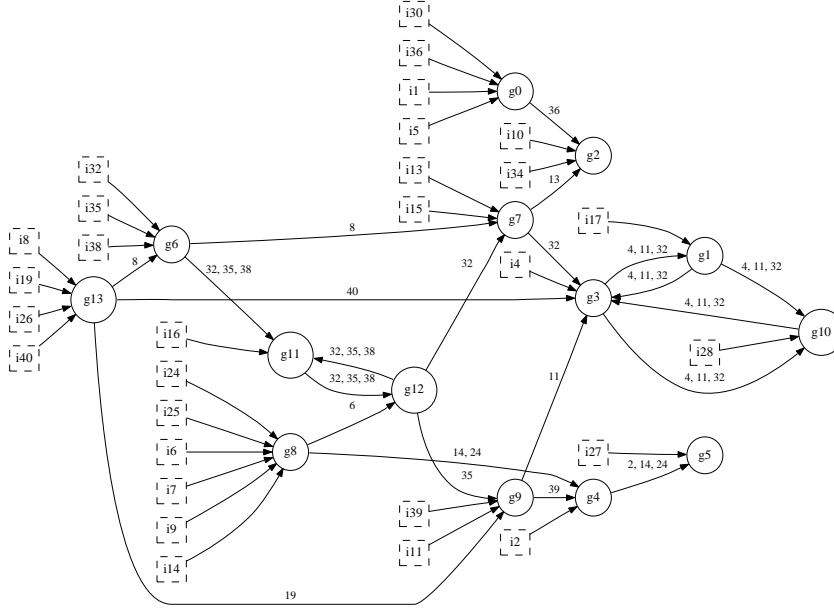 i30
i36
i1
g0
i5
36
i10
g2
i34
i32
i13
13
i35
i15
g7
i17
8
i38
g6
i8
32
4, 11, 32
g1
8
i4
4, 11, 32
4, 11, 32
i19
32, 35, 38
32
g13
40
g3
4, 11, 32
i26
g10
i16
i40
g11
32, 35, 38
i28
i24
32, 35, 38
4, 11, 32
g12
11
i25
6
i6
g8
14, 24
i27
g5
2, 14, 24
i7
35
39
g9
g4
i39
i9
i11
i2
i14
19